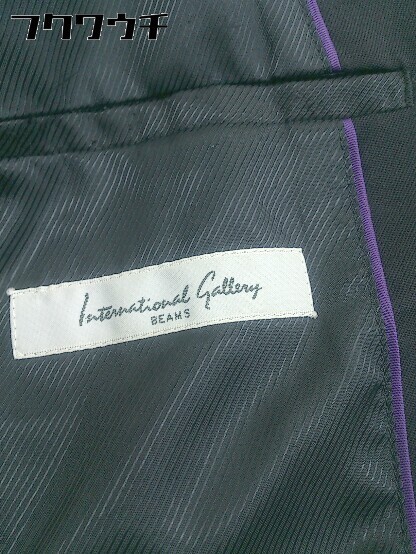 フクワウチ
International Gallery
BEAMS